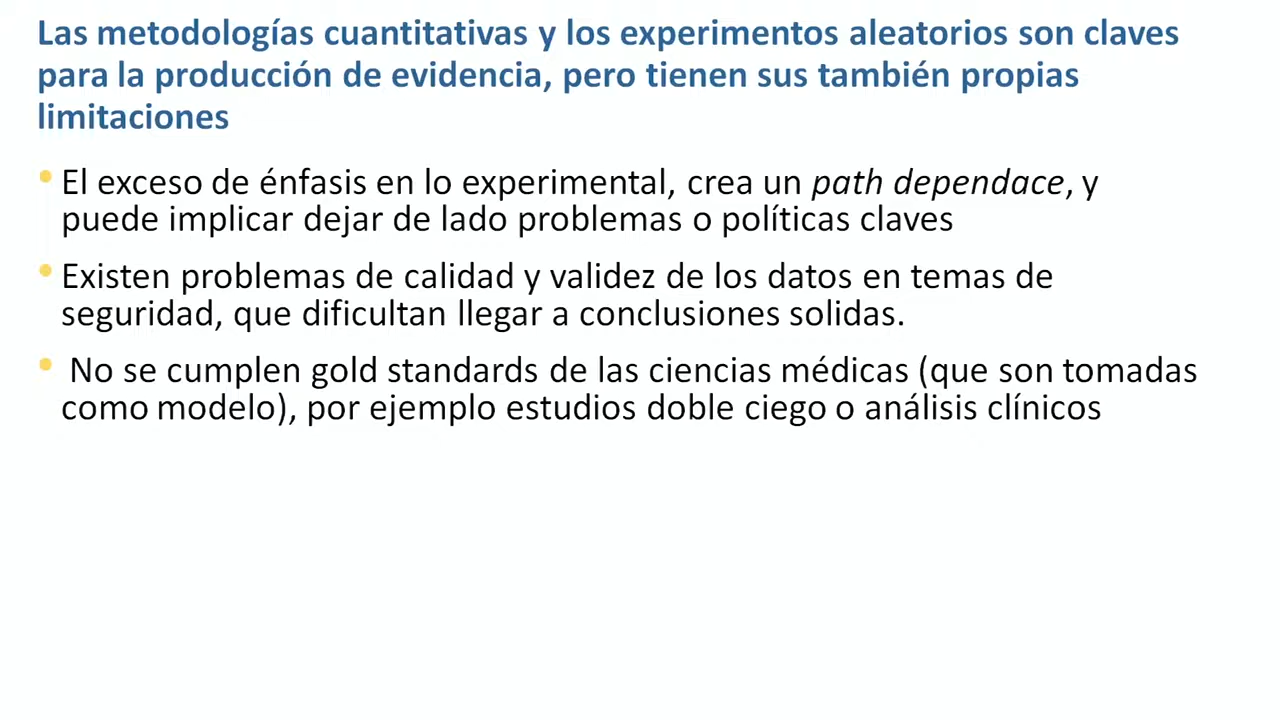 Las metodologías cuantitativas y los experimentos aleatorios son claves
para la producción de evidencia, pero tienen sus también propias
limitaciones
• El exceso de énfasis en lo experimental, crea un path dependace, y
puede implicar dejar de lado problemas o políticas claves
• Existen problemas de calidad y validez de los datos en temas de
seguridad, que dificultan llegar a conclusiones solidas.
• No se cumplen gold standards de las ciencias médicas (que son tomadas
como modelo), por ejemplo estudios doble ciego o análisis clínicos